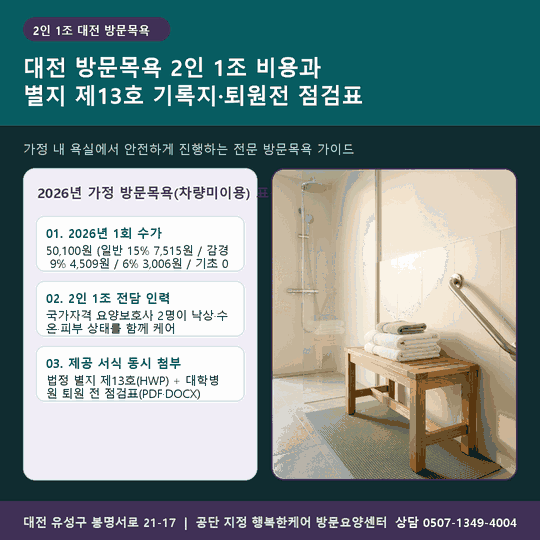 2인 1조 대전 방문목욕
대전 방문목욕 2인 1조 비용과
별지 제13호 기록지·퇴원전 점검표
가정 내 욕실에서 안전하게 진행하는 전문 방문목욕 가이드
2026년 가정 방문목욕(차량미이용) 표
01. 2026년 1회 수가
50,100원 (일반 15% 7,515원 / 감경
9% 4,509원 / 6% 3,006원 / 기초 0
02. 2인 1조 전담 인력
국가자격 요양보호사 2명이 낙상·수
온·피부 상태를 함께 케어
03. 제공 서식 동시 첨부
법정 별지 제13호(HWP) + 대학병
원 퇴원 전 점검표(PDF·DOCX)
대전 유성구 봉명서로 21-17 | 공단 지정 행복한케어 방문요양센터 상담 0507-1349-4004